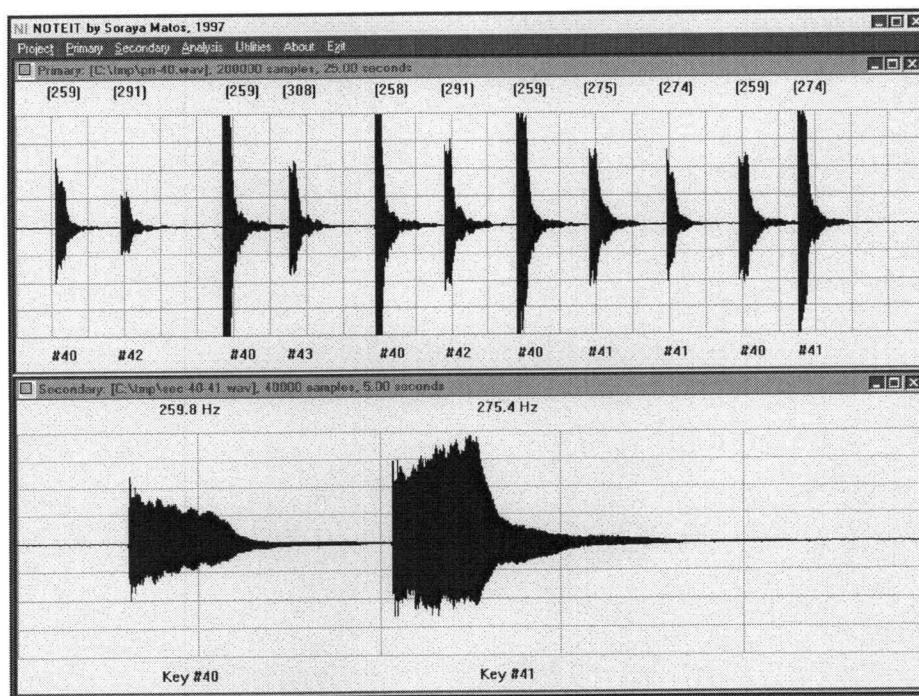 NOTEIT by Soraya Matos, 1997
Project Primary Secondary Analysis Utilities About Exit
Primary: [C:\tmp\pri-40.wav], 200000 samples, 25.00 seconds
[259] [291] [259] [308] [258] [291] [259] [275] [274] [259] [274]
#40 #42 #40 #43 #40 #42 #40 #41 #41 #40 #41
Secondary: [C:\tmp\sec-40-41.wav], 40000 samples, 5.00 seconds
259.8 Hz 275.4 Hz
Key #40 Key #41